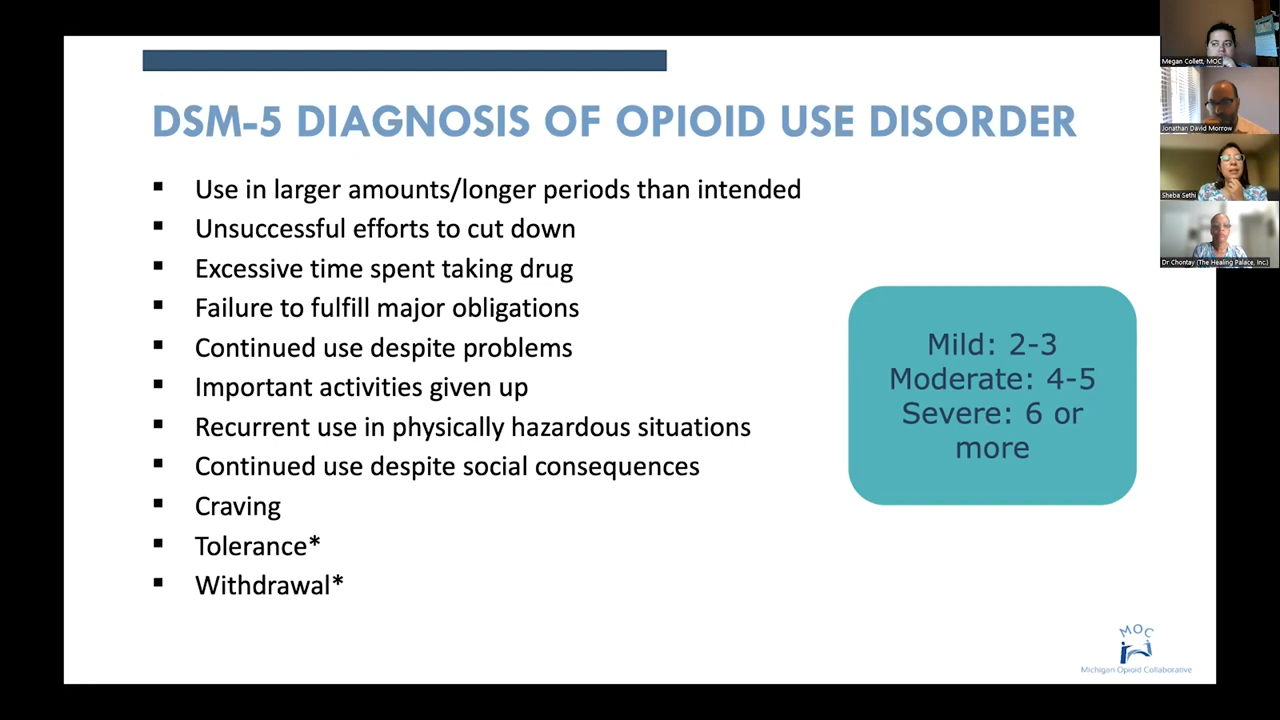 DSM-5 DIAGNOSIS OF OPIOID USE DISORDER
Use in larger amounts/longer periods than intended
Unsuccessful efforts to cut down
Excessive time spent taking drug
Failure to fulfill major obligations
Continued use despite problems
Important activities given up
Recurrent use in physically hazardous situations
Continued use despite social consequences
Craving
Tolerance*
Withdrawal*
Mild: 2-3
Moderate: 4-5
Severe: 6 or
more
MOC
Michigan Opioid Collaborative
Megan Collett, MOC
Jonathan David Morrow
Sheba Sethi
Dr Chontay (The Healing Palace, Inc.)